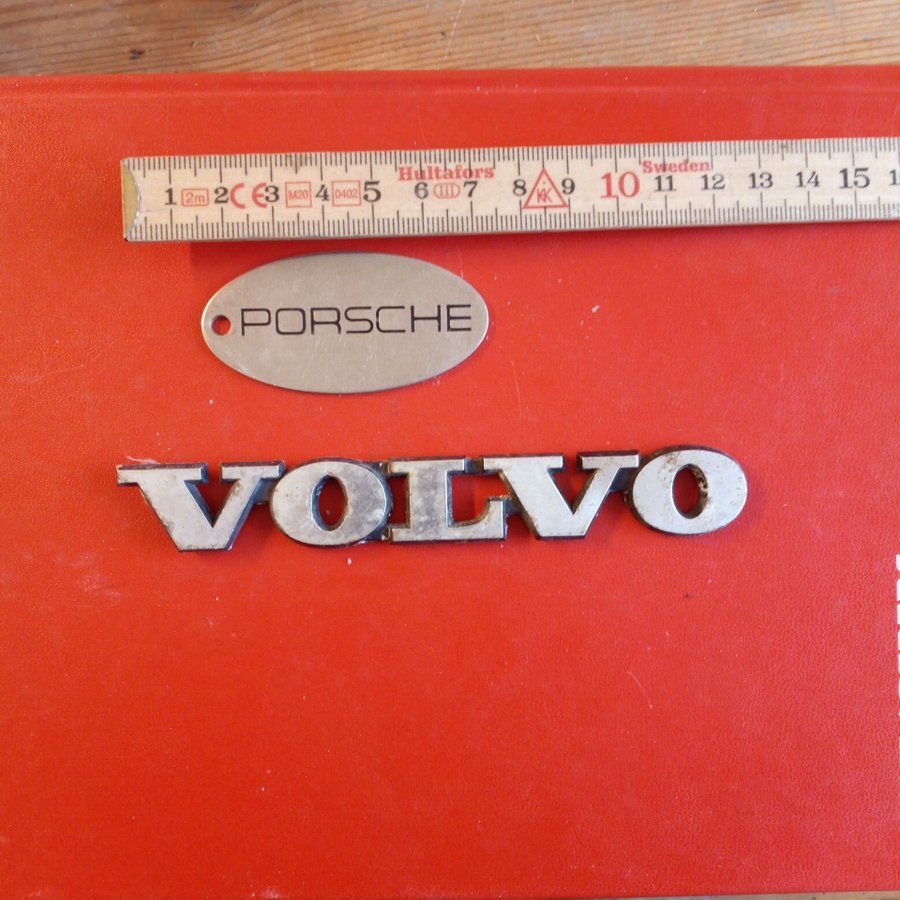 Hultafors Sweden
1 2m 2 CE 3 M20 4 0402 5 6 III 7 8 9 10 11 12 13 14 15
PORSCHE
VOLVO